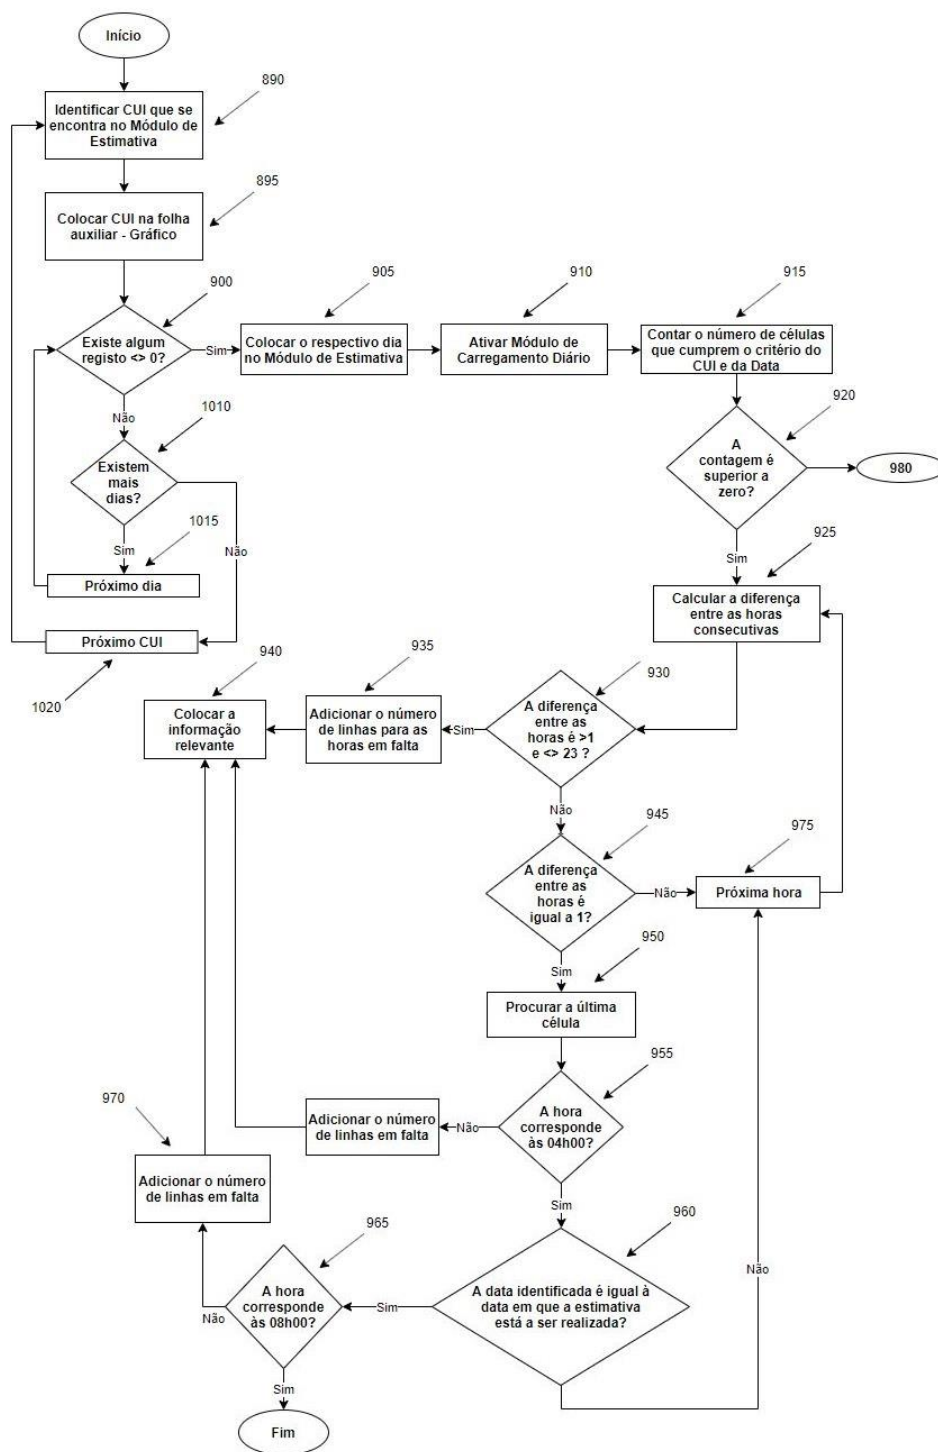 Início
890
Identificar CUI que se
encontra no Módulo de
Estimativa
895
Colocar CUI na folha
auxiliar - Gráfico
900
Existe algum
registo <> 0?
Sim
905
Colocar o respectivo dia
no Módulo de Estimativa
910
Ativar Módulo de
Carregamento Diário
915
Contar o número de células
que cumprem o critério do
CUI e da Data
920
A
contagem é
superior a
zero?
980
Não
1010
Existem
mais
dias?
Sim
Não
1015
Próximo dia
Próximo CUI
1020
Sim
925
Calcular a diferença
entre as horas
consecutivas
930
A diferença
entre as
horas é >1
e <> 23 ?
Sim
935
Adicionar o número
de linhas para as
horas em falta
940
Colocar a
informação
relevante
Não
945
A diferença
entre as
horas é
igual a 1?
Não
975
Próxima hora
Sim
950
Procurar a última
célula
955
A hora
corresponde
às 04h00?
Não
Adicionar o número
de linhas em falta
970
Adicionar o número
de linhas em falta
Sim
960
A data identificada é igual à
data em que a estimativa
está a ser realizada?
Não
Sim
965
A hora
corresponde
às 08h00?
Não
Sim
Fim